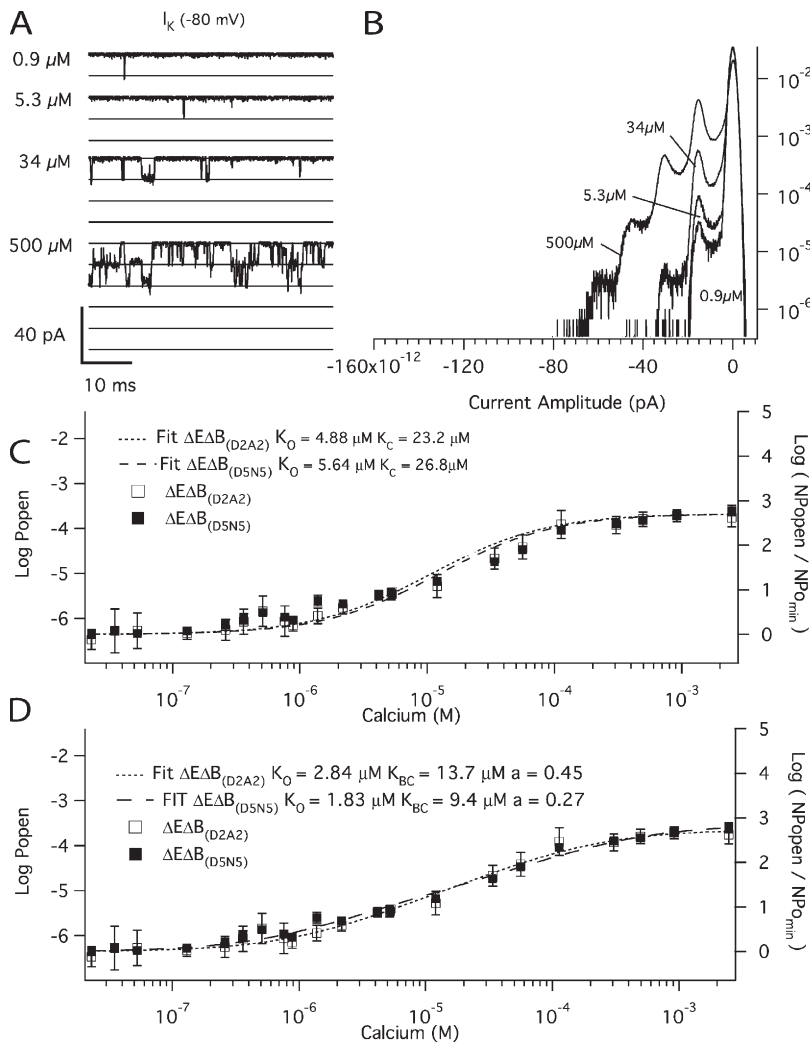 A
I_K (-80 mV)
0.9 µM
5.3 µM
34 µM
500 µM
40 pA
10 ms
B
10^-2
10^-3
10^-4
10^-5
10^-6
34µM
5.3µM
500µM
0.9µM
-160x10^-12
-120
-80
-40
0
Current Amplitude (pA)
C
Fit ΔEΔB(D2A2) K_O = 4.88 µM K_C = 23.2 µM
Fit ΔEΔB(D5N5) K_O = 5.64 µM K_C = 26.8µM
ΔEΔB(D2A2)
ΔEΔB(D5N5)
Log Popen
-2
-3
-4
-5
-6
5
4
3
2
1
0
Log ( NPopen / NPo_min )
10^-7
10^-6
10^-5
10^-4
10^-3
Calcium (M)
D
Fit ΔEΔB(D2A2) K_O = 2.84 µM K_BC = 13.7 µM a = 0.45
FIT ΔEΔB(D5N5) K_O = 1.83 µM K_BC = 9.4 µM a = 0.27
ΔEΔB(D2A2)
ΔEΔB(D5N5)
Log Popen
-2
-3
-4
-5
-6
5
4
3
2
1
0
Log ( NPopen / NPo_min )
10^-7
10^-6
10^-5
10^-4
10^-3
Calcium (M)